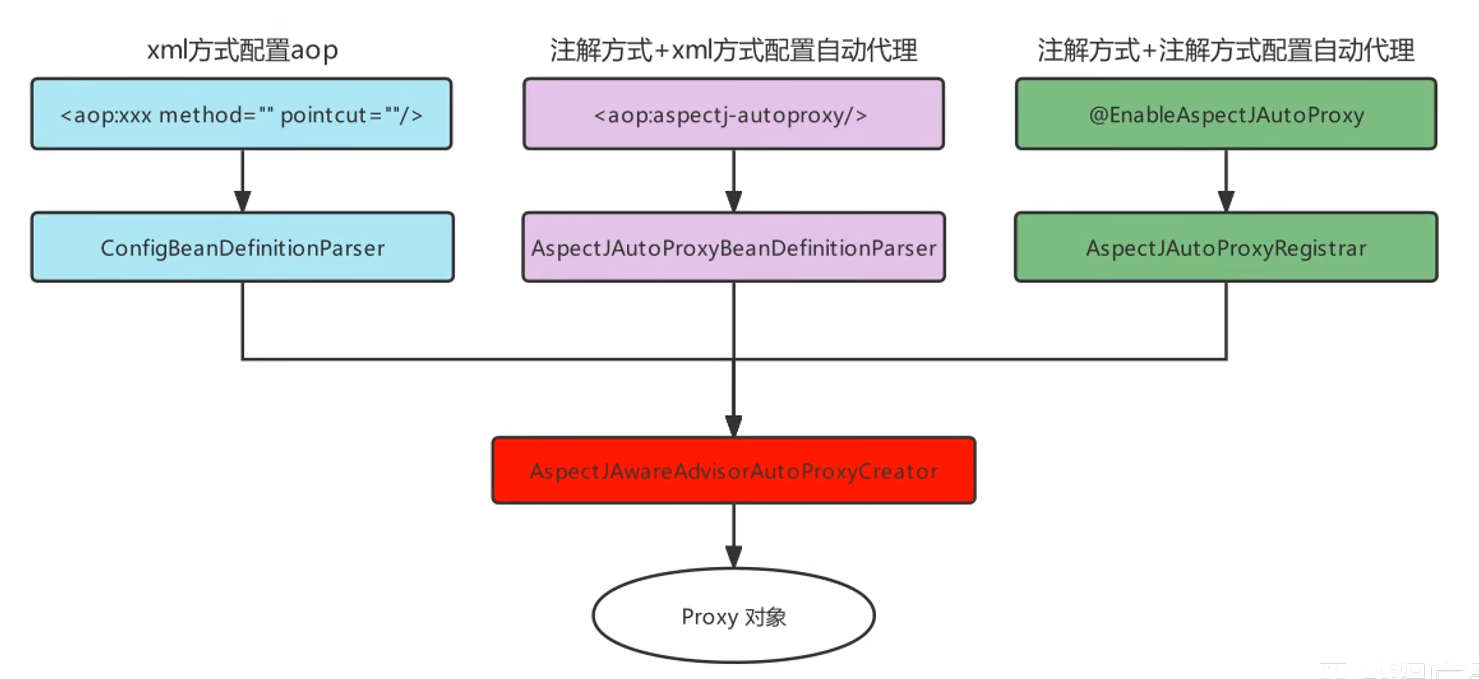 xml方式配置aop
注解方式+xml方式配置自动代理
注解方式+注解方式配置自动代理
<aop:xxx method="" pointcut=""/>
<aop:aspectj-autoproxy/>
@EnableAspectJAutoProxy
ConfigBeanDefinitionParser
AspectJAutoProxyBeanDefinitionParser
AspectJAutoProxyRegistrar
AspectJAwareAdvisorAutoProxyCreator
Proxy 对象